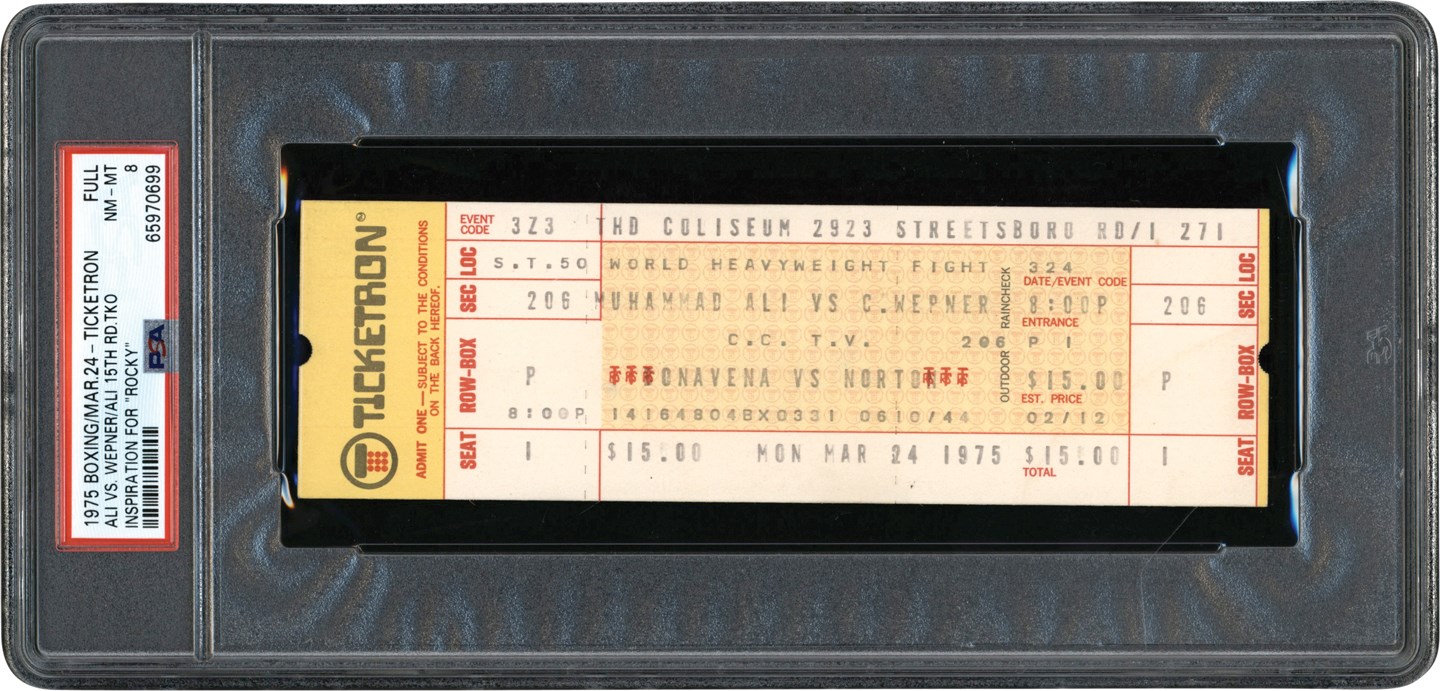 1975 BOXING/MAR.24-TICKETRON FULL
ALI VS. WEPNER/ALI 15TH RD.TKO NM-MT
INSPIRATION FOR "ROCKY" 8
65970699
PSA
TICKETRON®
ADMIT ONE—SUBJECT TO THE CONDITIONS
ON THE BACK HEREOF.
EVENT CODE 3Z3 THD COLISEUM 2923 STREETSBORO RD/I 271
LOC S.T.50 WORLD HEAVYWEIGHT FIGHT 324 LOC
DATE/EVENT CODE
SEC 206 MUHAMMAD ALI VS C.WEPNER 8:00P 206 SEC
ENTRANCE
C.C. T.V. 206 P 1
OUTDOOR RAINCHECK
ROW-BOX P BONAVENA VS NORTON $15.00 P ROW-BOX
EST. PRICE
8:00P 14164804BX0331 0610/44 02/12
SEAT 1 $15.00 MON MAR 24 1975 $15.00 1 SEAT
TOTAL